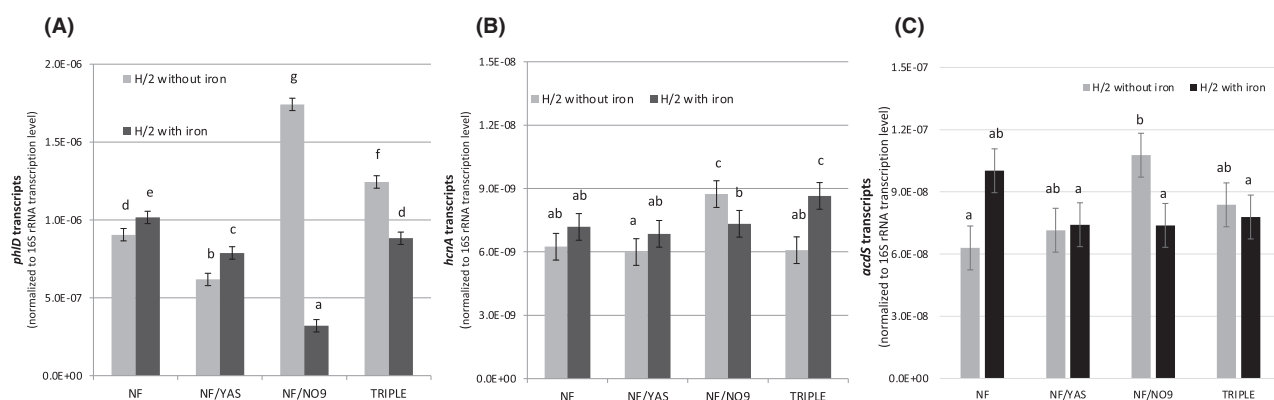 (A)
phlD transcripts
(normalized to 16S rRNA transcription level)
2.0E-06
1.5E-06
1.0E-06
5.0E-07
0.0E+00
H/2 without iron
H/2 with iron
d
e
b
c
g
a
f
d
NF
NF/YAS
NF/NO9
TRIPLE
(B)
hcnA transcripts
(normalized to 16S rRNA transcription level)
1.5E-08
1.2E-08
9.0E-09
6.0E-09
3.0E-09
0.0E+00
H/2 without iron
H/2 with iron
ab
ab
a
ab
c
b
ab
c
NF
NF/YAS
NF/NO9
TRIPLE
(C)
acdS transcripts
(normalized to 16S rRNA transcription level)
1.5E-07
1.2E-07
9.0E-08
6.0E-08
3.0E-08
0.0E+00
H/2 without iron
H/2 with iron
a
ab
ab
a
b
a
ab
a
NF
NF/YAS
NF/NO9
TRIPLE